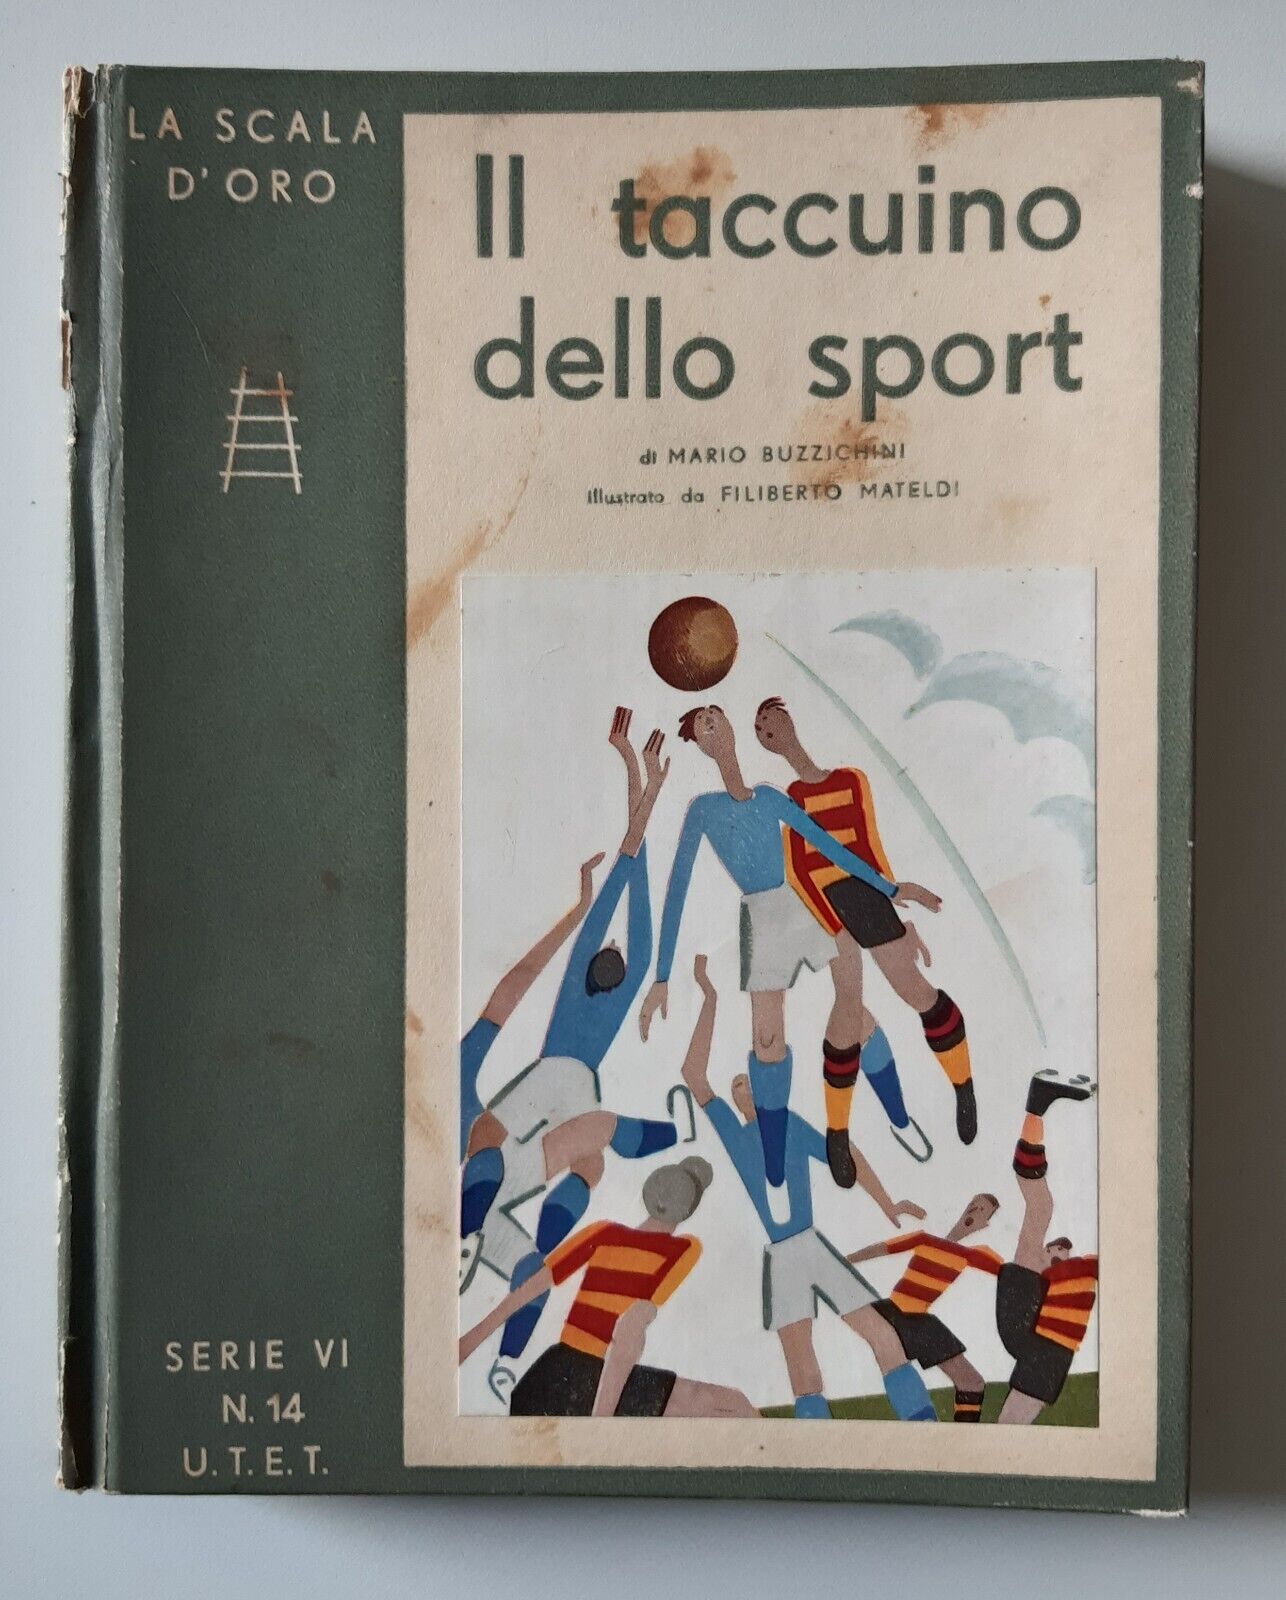 LA SCALA
D'ORO
Il taccuino
dello sport
di MARIO BUZZICHINI
illustrato da FILIBERTO MATELDI
SERIE VI
N. 14
U.T.E.T.